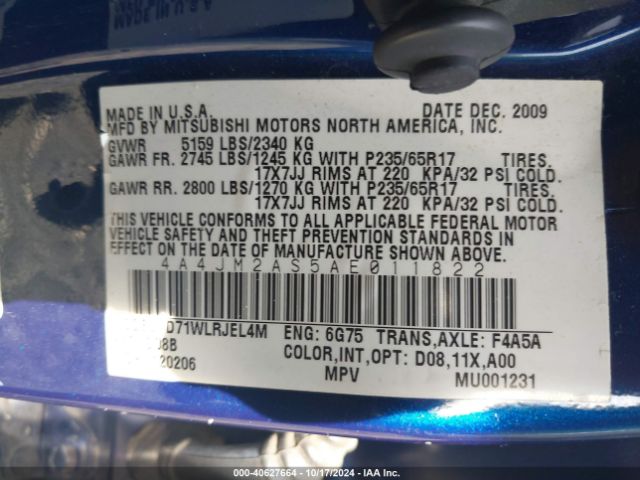 MADE IN U.S.A. DATE DEC. 2009
MFD BY MITSUBISHI MOTORS NORTH AMERICA, INC.
GVWR 5159 LBS/2340 KG
GAWR FR. 2745 LBS/1245 KG WITH P235/65R17 TIRES.
17X7JJ RIMS AT 220 KPA/32 PSI COLD.
GAWR RR. 2800 LBS/1270 KG WITH P235/65R17 TIRES.
17X7JJ RIMS AT 220 KPA/32 PSI COLD.
THIS VEHICLE CONFORMS TO ALL APPLICABLE FEDERAL MOTOR
VEHICLE SAFETY AND THEFT PREVENTION STANDARDS IN
EFFECT ON THE DATE OF MANUFACTURE SHOWN ABOVE.
4A4JM2AS5AE011822
D71WLRJEL4M ENG: 6G75 TRANS,AXLE: F4A5A
08B COLOR,INT,OPT: D08,11X,A00
20206 MPV MU001231
000-40627664 - 10/17/2024 - IAA Inc.